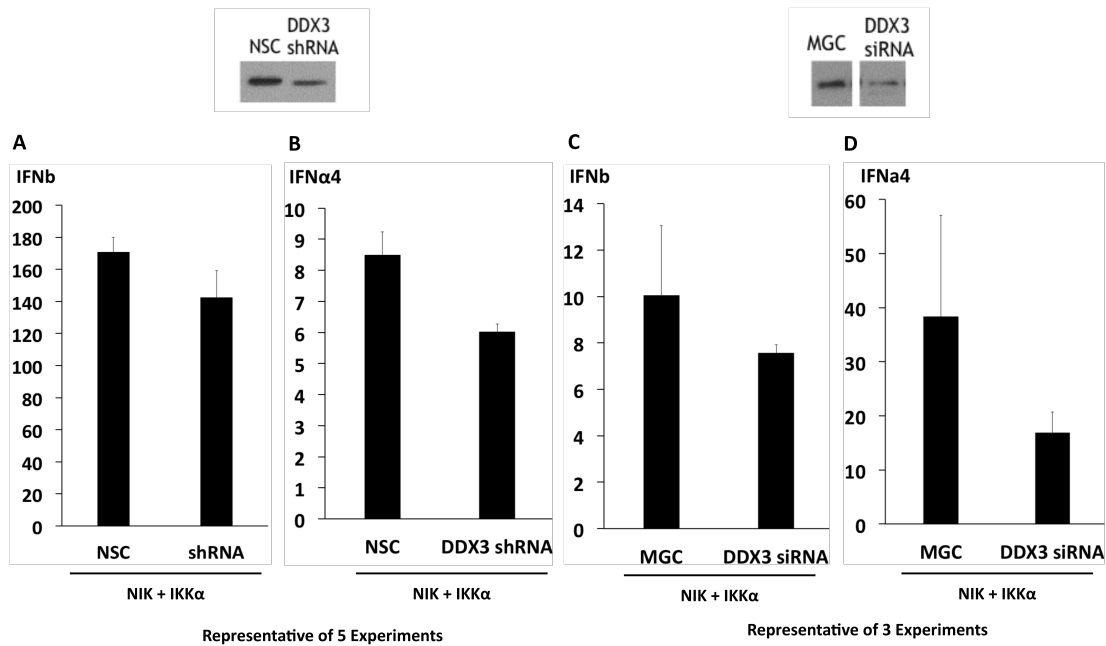 DDX3
NSC shRNA
DDX3
MGC siRNA
A
IFNb
200
180
160
140
120
100
80
60
40
20
0
NSC shRNA
NIK + IKKα
B
IFNα4
10
9
8
7
6
5
4
3
2
1
0
NSC DDX3 shRNA
NIK + IKKα
Representative of 5 Experiments
C
IFNb
14
12
10
8
6
4
2
0
MGC DDX3 siRNA
NIK + IKKα
D
IFNa4
60
50
40
30
20
10
0
MGC DDX3 siRNA
NIK + IKKα
Representative of 3 Experiments